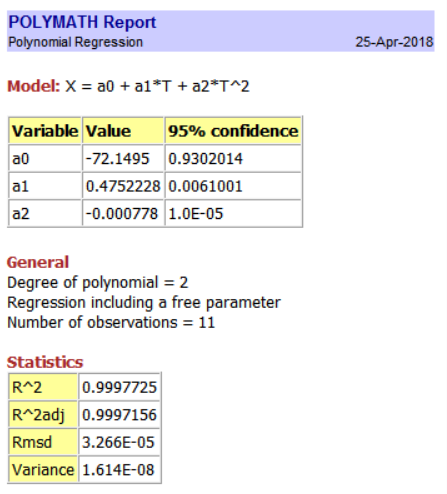 POLYMATH Report
Polynomial Regression 25-Apr-2018
Model: X = a0 + a1*T + a2*T^2
Variable Value 95% confidence
a0 -72.1495 0.9302014
a1 0.4752228 0.0061001
a2 -0.000778 1.0E-05
General
Degree of polynomial = 2
Regression including a free parameter
Number of observations = 11
Statistics
R^2 0.9997725
R^2adj 0.9997156
Rmsd 3.266E-05
Variance 1.614E-08